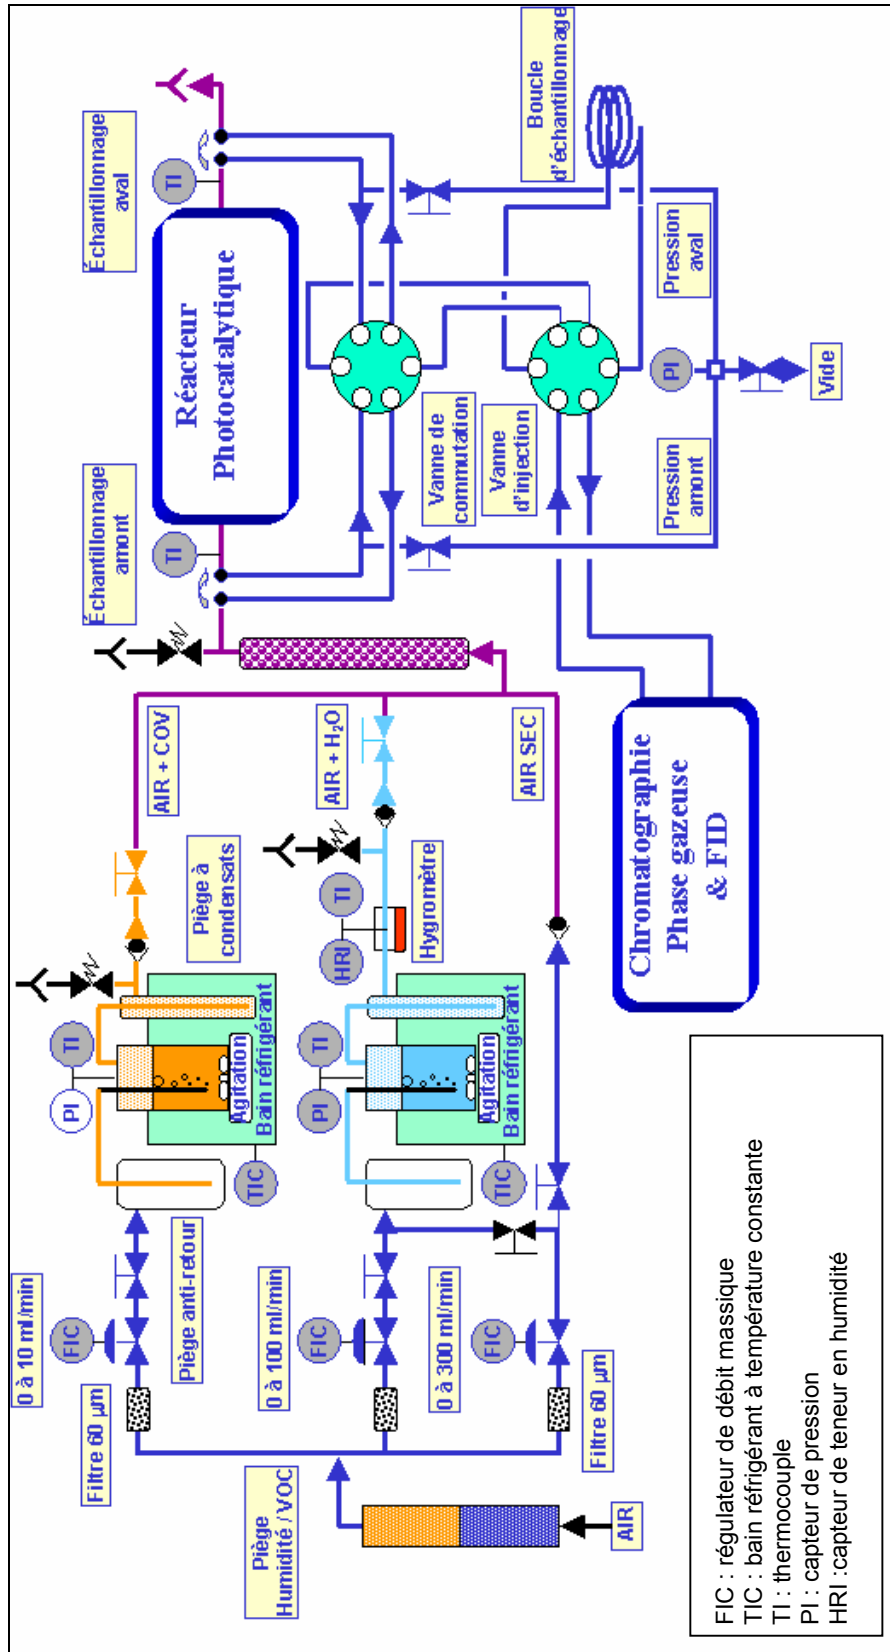 0 à 10 ml/min
FIC
Filtre 60 µm
Piège anti-retour
PI
TI
TIC
Agitation
Bain réfrigérant
Piège à
condensats
AIR + COV
0 à 100 ml/min
FIC
PI
TI
TIC
Agitation
Bain réfrigérant
HRI
TI
Hygromètre
AIR + H₂O
0 à 300 ml/min
FIC
Filtre 60 µm
AIR SEC
Piège
Humidité / VOC
AIR
Échantillonnage
amont
TI
Réacteur
Photocatalytique
Échantillonnage
aval
TI
Vanne de
commutation
Vanne
d'injection
Boucle
d'échantillonnage
Pression
amont
PI
Pression
aval
Vide
Chromatographie
Phase gazeuse
& FID
FIC : régulateur de débit massique
TIC : bain réfrigérant à température constante
TI : thermocouple
PI : capteur de pression
HRI :capteur de teneur en humidité